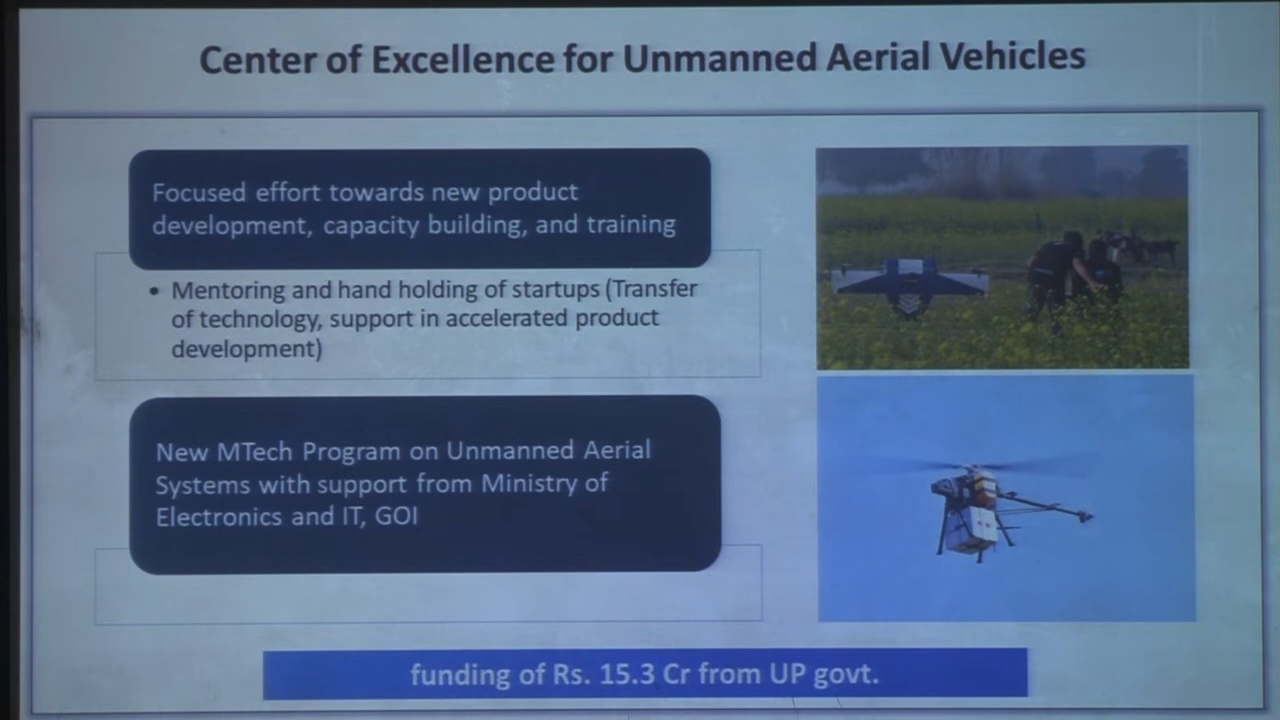 Center of Excellence for Unmanned Aerial Vehicles
Focused effort towards new product
development, capacity building, and training
• Mentoring and hand holding of startups (Transfer
of technology, support in accelerated product
development)
New MTech Program on Unmanned Aerial
Systems with support from Ministry of
Electronics and IT, GOI
funding of Rs. 15.3 Cr from UP govt.